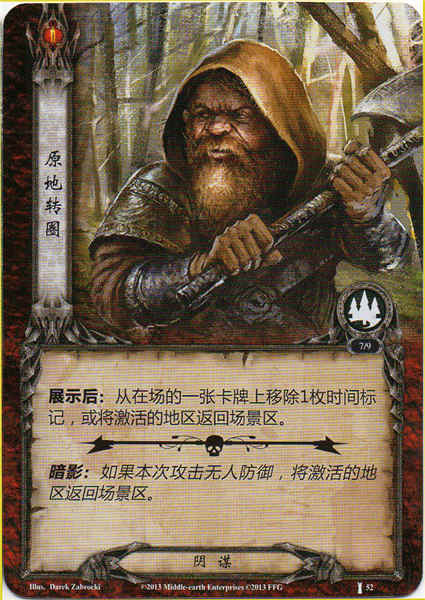 1
原地转圈
7/9
展示后：从在场的一张卡牌上移除1枚时间标
记，或将激活的地区返回场景区。
暗影：如果本次攻击无人防御，将激活的地
区返回场景区。
阴谋
Illus. Darek Zabrocki ©2013 Middle-earth Enterprises ©2013 FFG 52